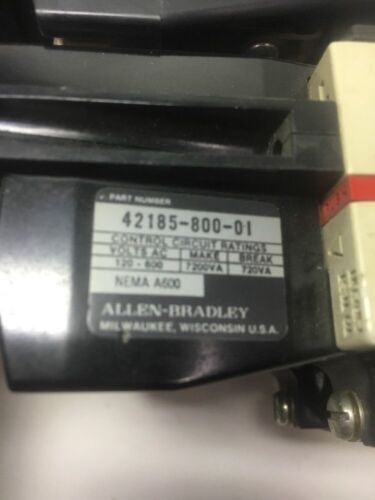 PART NUMBER
42185-800-01
CONTROL CIRCUIT RATINGS
VOLTS AC MAKE BREAK
120-600 7200VA 720VA
NEMA A600
ALLEN-BRADLEY
MILWAUKEE, WISCONSIN U.S.A.